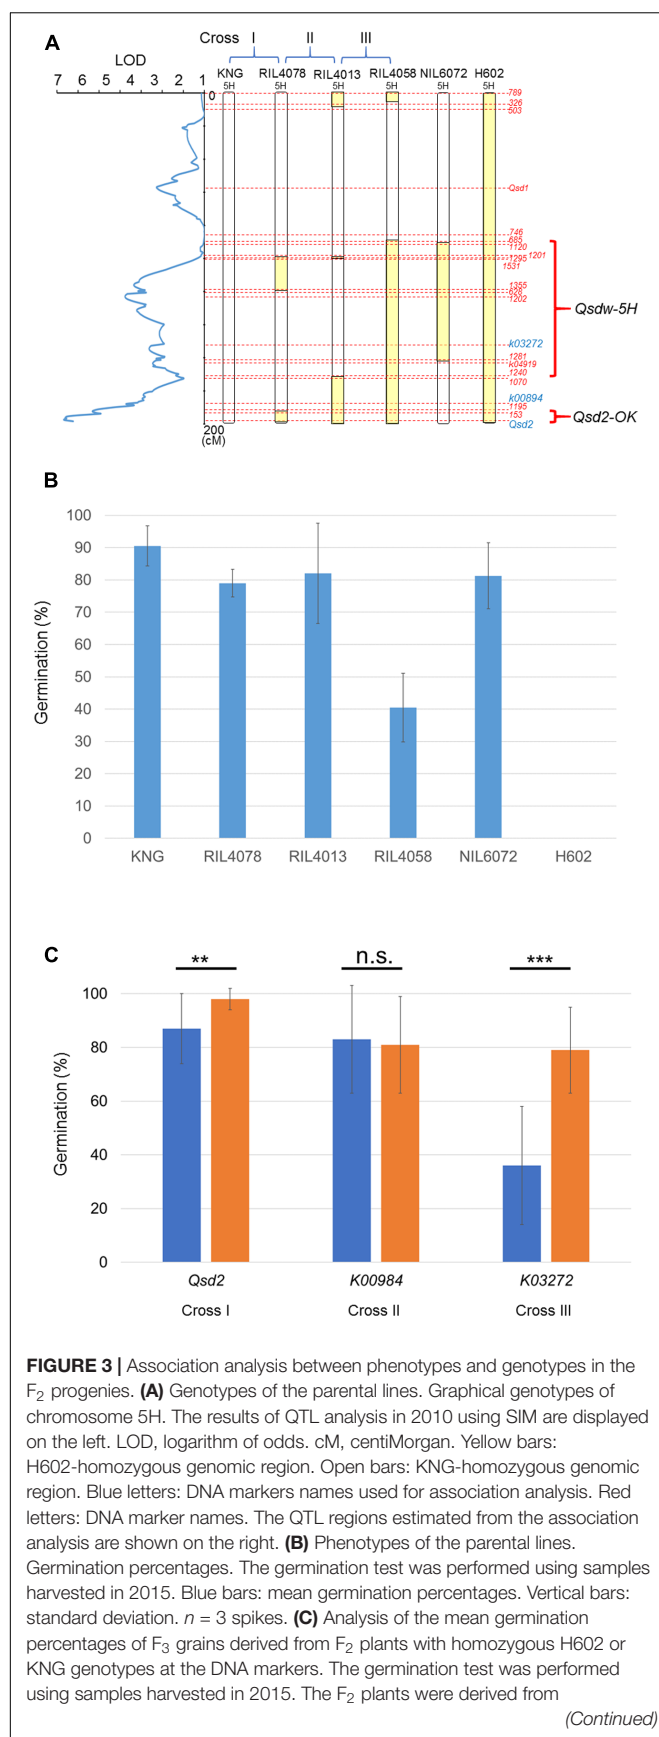 A
Cross I II III
LOD
KNG RIL4078 RIL4013 RIL4058 NIL6072 H602
7 6 5 4 3 2 1
5H 5H 5H 5H 5H 5H
0
789
326
503
Qsd1
746
685
1120
1201
1295
1531
1355
628
1202
Qsdw-5H
k03272
1281
k04919
1240
1070
k00894
1195
153
Qsd2
Qsd2-OK
200
(cM)
B
Germination (%)
100
90
80
70
60
50
40
30
20
10
0
KNG RIL4078 RIL4013 RIL4058 NIL6072 H602
C
** n.s. ***
Germination (%)
100
80
60
40
20
0
Qsd2 K00984 K03272
Cross I Cross II Cross III
FIGURE 3 | Association analysis between phenotypes and genotypes in the
F2 progenies. (A) Genotypes of the parental lines. Graphical genotypes of
chromosome 5H. The results of QTL analysis in 2010 using SIM are displayed
on the left. LOD, logarithm of odds. cM, centiMorgan. Yellow bars:
H602-homozygous genomic region. Open bars: KNG-homozygous genomic
region. Blue letters: DNA markers names used for association analysis. Red
letters: DNA marker names. The QTL regions estimated from the association
analysis are shown on the right. (B) Phenotypes of the parental lines.
Germination percentages. The germination test was performed using samples
harvested in 2015. Blue bars: mean germination percentages. Vertical bars:
standard deviation. n = 3 spikes. (C) Analysis of the mean germination
percentages of F3 grains derived from F2 plants with homozygous H602 or
KNG genotypes at the DNA markers. The germination test was performed
using samples harvested in 2015. The F2 plants were derived from
(Continued)